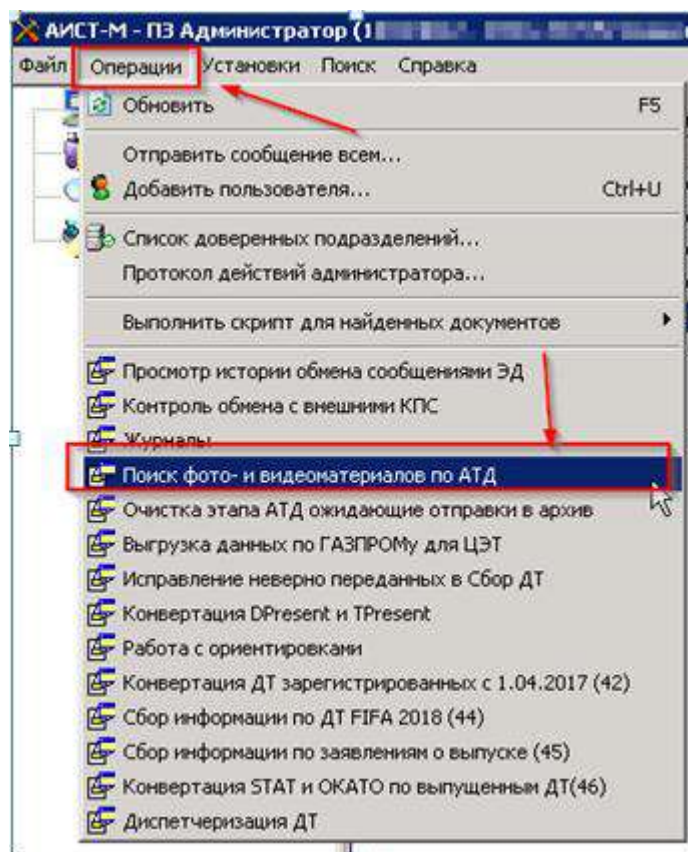 АИСТ-М - ПЗ Администратор (1
Файл Операции Установки Поиск Справка
Обновить F5
Отправить сообщение всем...
Добавить пользователя... Ctrl+U
Список доверенных подразделений...
Протокол действий администратора...
Выполнить скрипт для найденных документов
Просмотр истории обмена сообщениями ЭД
Контроль обмена с внешними КПС
Журналы
Поиск фото- и видеоматериалов по АТД
Очистка этапа АТД ожидающие отправки в архив
Выгрузка данных по ГАЗПРОМу для ЦЭТ
Исправление неверно переданных в Сбор ДТ
Конвертация DPresent и TPresent
Работа с ориентировками
Конвертация ДТ зарегистрированных с 1.04.2017 (42)
Сбор информации по ДТ FIFA 2018 (44)
Сбор информации по заявлениям о выпуске (45)
Конвертация STAT и ОКАТО по выпущенным ДТ(46)
Диспетчеризация ДТ